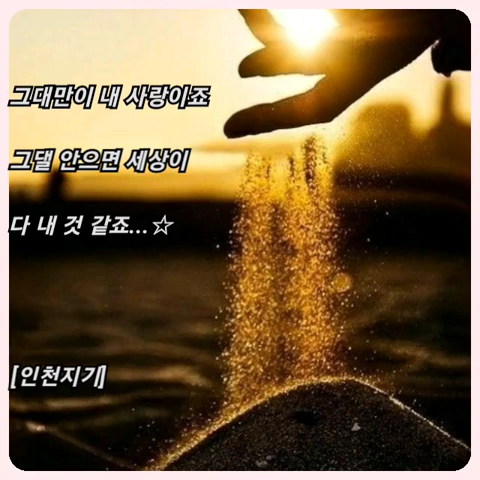 그대만이 내 사랑이죠
그댈 안으면 세상이
다 내 것 같죠...☆
[인천지기]